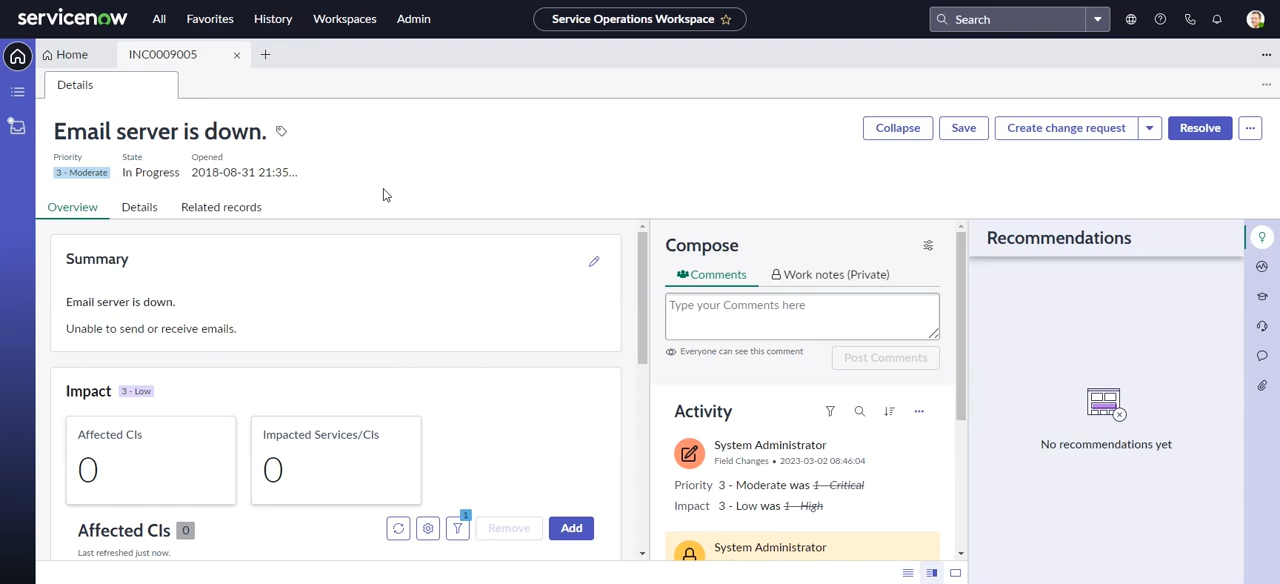 servicenow All Favorites History Workspaces Admin Service Operations Workspace Search
Home INC0009005
Details
Email server is down.
Collapse Save Create change request Resolve
Priority State Opened
3 - Moderate In Progress 2018-08-31 21:35...
Overview Details Related records
Summary
Email server is down.
Unable to send or receive emails.
Impact 3 - Low
Affected CIs
0
Impacted Services/CIs
0
Affected CIs 0
Last refreshed just now.
1
Remove Add
Compose
Comments Work notes (Private)
Type your Comments here
Everyone can see this comment Post Comments
Activity
System Administrator
Field Changes • 2023-03-02 08:46:04
Priority 3 - Moderate was 1 - Critical
Impact 3 - Low was 1 - High
System Administrator
Recommendations
No recommendations yet